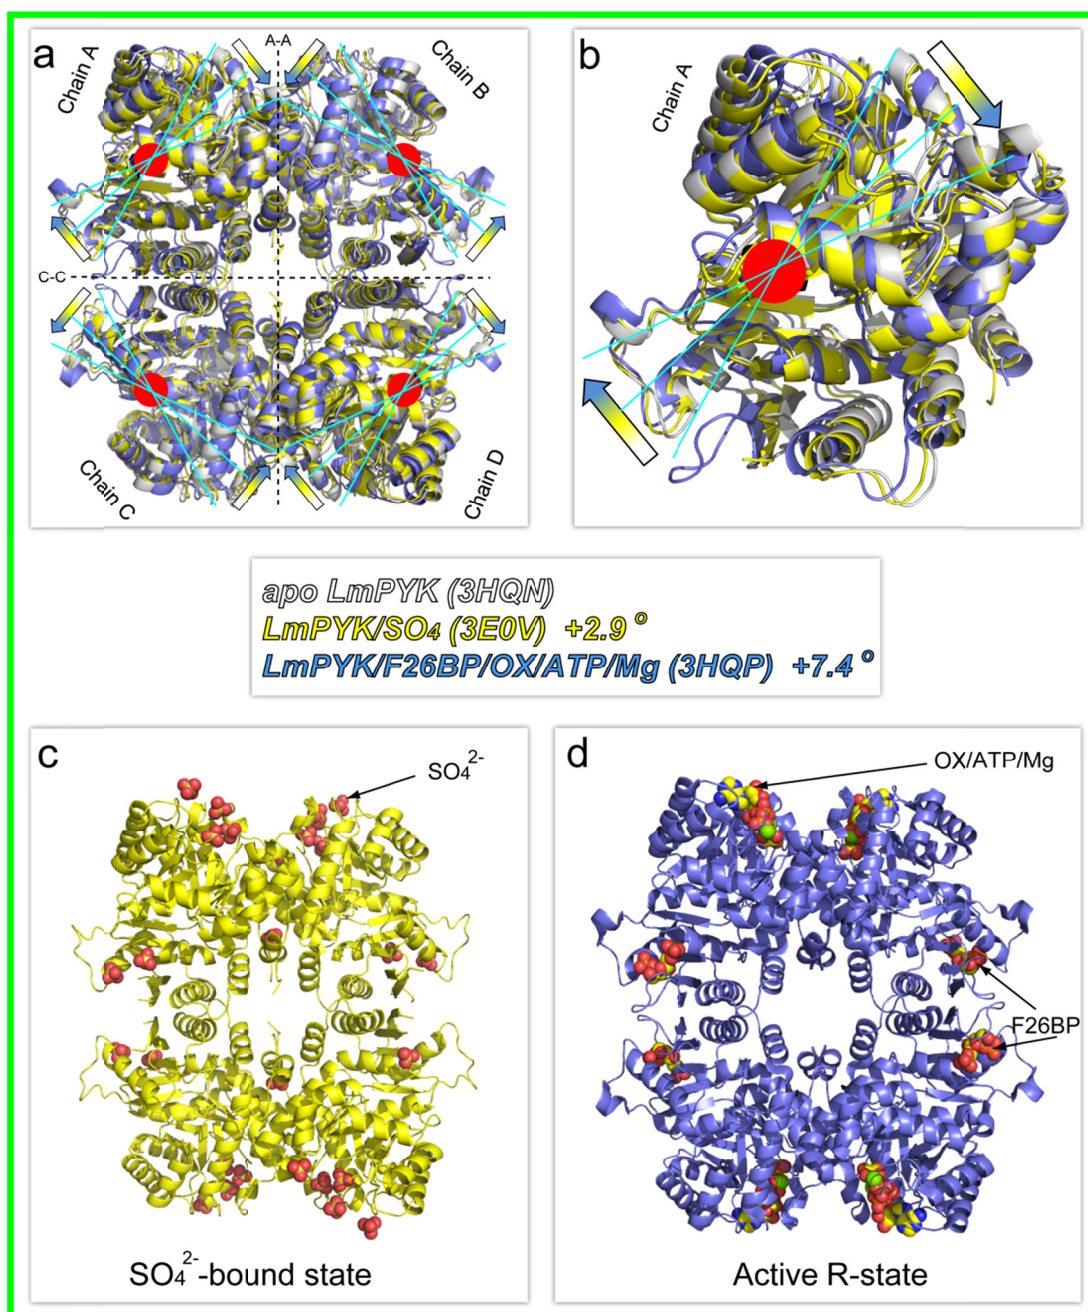 a
A-A
Chain A
Chain B
C-C
Chain C
Chain D
b
Chain A
apo LmPYK (3HQN)
LmPYK/SO₄ (3E0V) +2.9 °
LmPYK/F26BP/OX/ATP/Mg (3HQP) +7.4 °
c
SO₄²⁻
SO₄²⁻-bound state
d
OX/ATP/Mg
F26BP
Active R-state